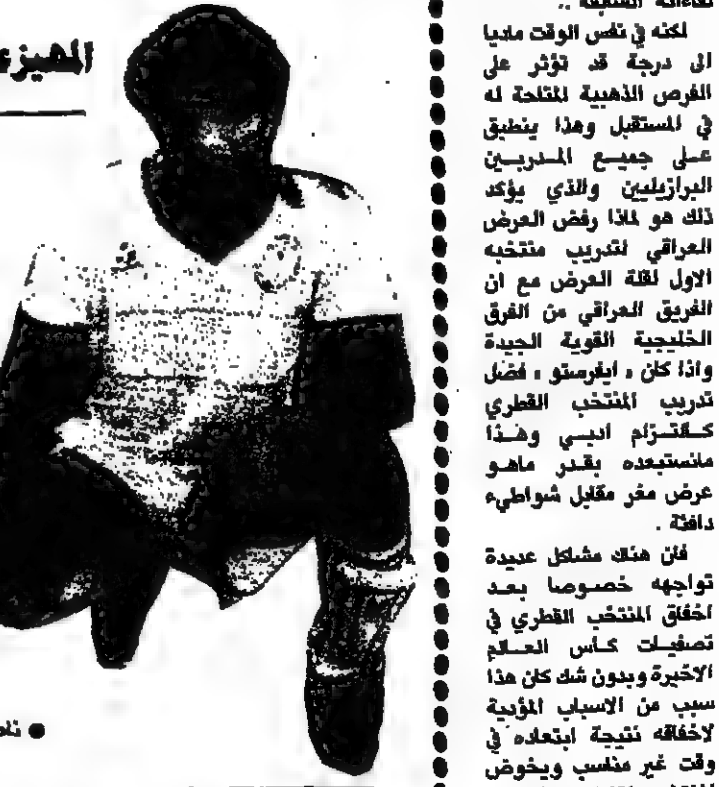 لقاءاته السابقة ..
لكنه في نفس الوقت ماديا
الى درجة قد تؤثر على
الفرص الذهبية المتاحة له
في المستقبل وهذا ينطبق
على جميع المدربين
البرازيليين والذي يؤكد
ذلك هو لماذا رفض العرض
العراقي لتدريب منتخبه
الاول لقلة العرض مع ان
الفريق العراقي من الفرق
الخليجية القوية الجيدة
واذا كان « ايفرستو » فضل
تدريب المنتخب القطري
كالتزام ادبي وهذا
مانستبعده بقدر ماهو
عرض مغر مقابل شواطيء
دافئة .
فان هناك مشاكل عديدة
تواجهه خصوصا بعد
اخفاق المنتخب القطري في
تصفيات كأس العالم
الاخيرة وبدون شك كان هذا
سبب من الاسباب المؤدية
لاخفاقه نتيجة ابتعاده في
وقت غير مناسب ويخوض
المهيزع